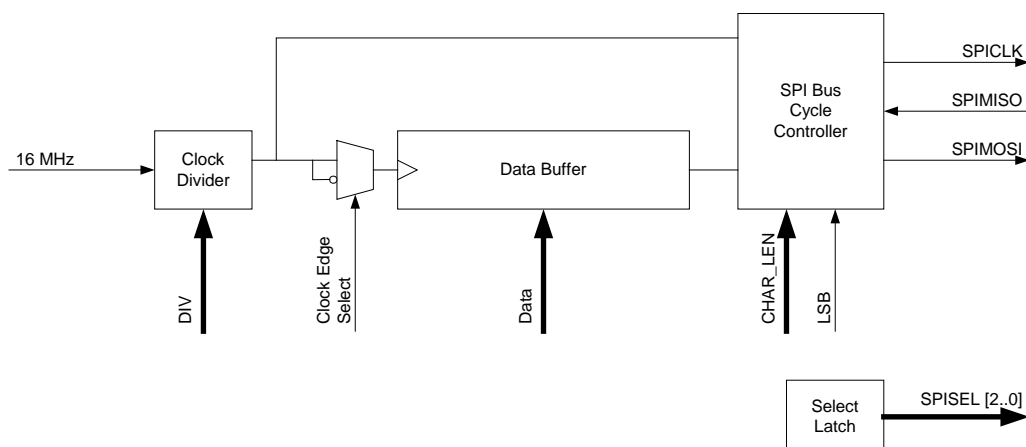 SPICLK
SPI Bus
Cycle
Controller
SPIMISO
SPIMOSI
16 MHz
Clock
Divider
Data Buffer
DIV
Clock Edge
Select
Data
CHAR_LEN
LSB
Select
Latch
SPISEL [2..0]